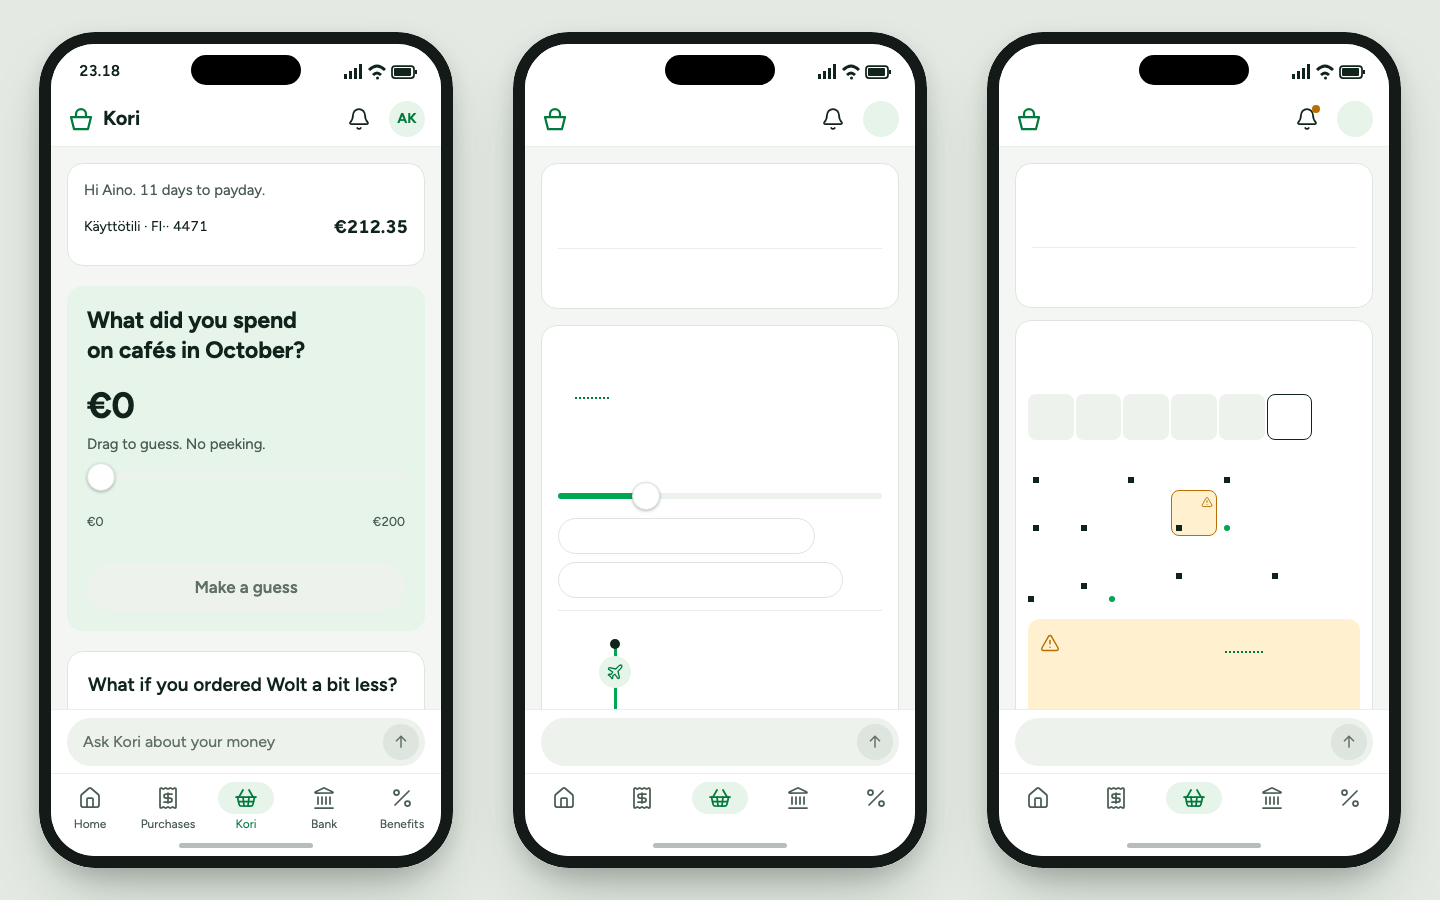 23.18
Kori
AK
Hi Aino. 11 days to payday.
Käyttötili · FI·· 4471
€212.35
What did you spend
on cafés in October?
€0
Drag to guess. No peeking.
€0
€200
Make a guess
What if you ordered Wolt a bit less?
Ask Kori about your money
Home
Purchases
Kori
Bank
Benefits